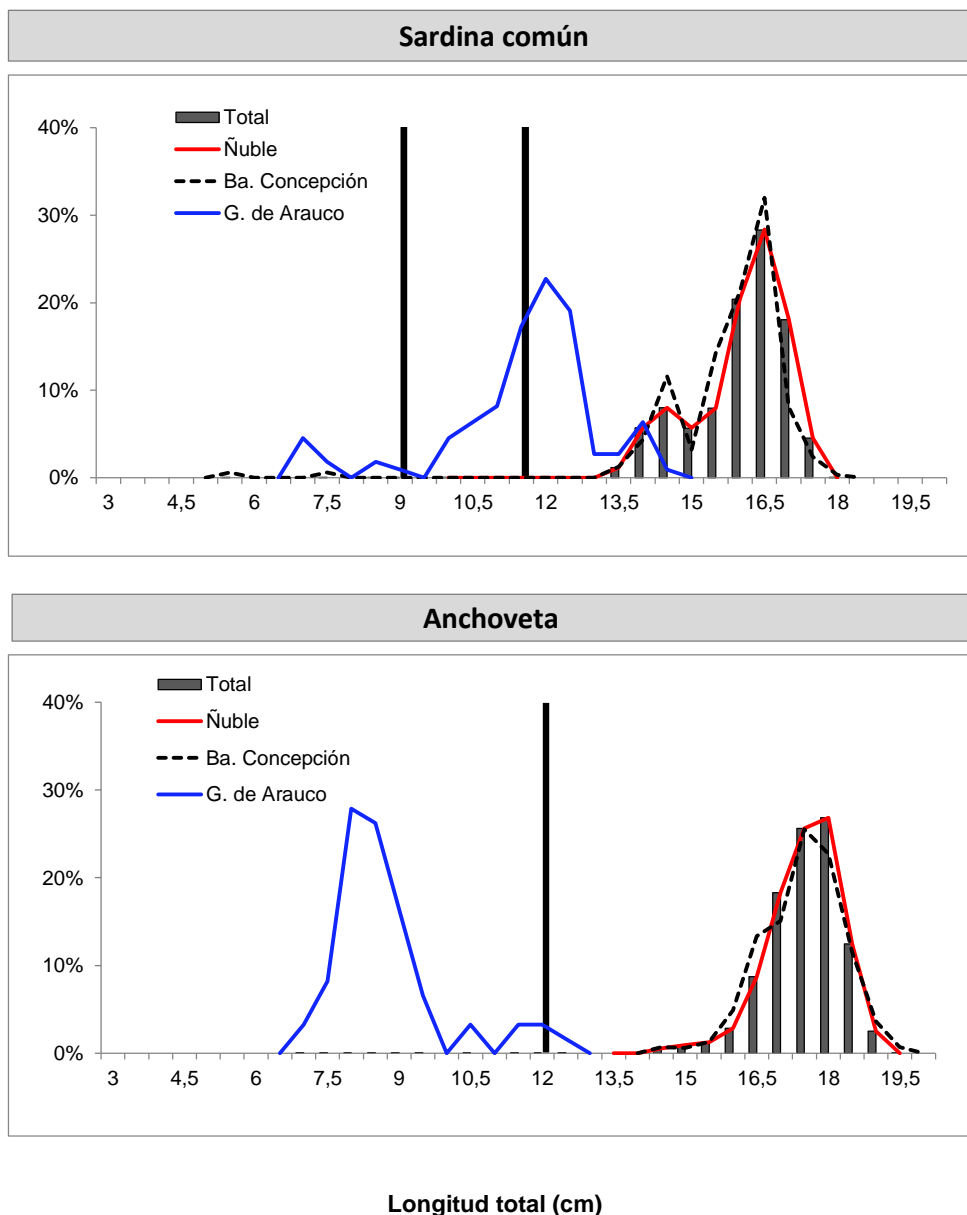 Sardina común
Total
Ñuble
Ba. Concepción
G. de Arauco
40%
30%
20%
10%
0%
3 4,5 6 7,5 9 10,5 12 13,5 15 16,5 18 19,5
Anchoveta
Total
Ñuble
Ba. Concepción
G. de Arauco
40%
30%
20%
10%
0%
3 4,5 6 7,5 9 10,5 12 13,5 15 16,5 18 19,5
Longitud total (cm)